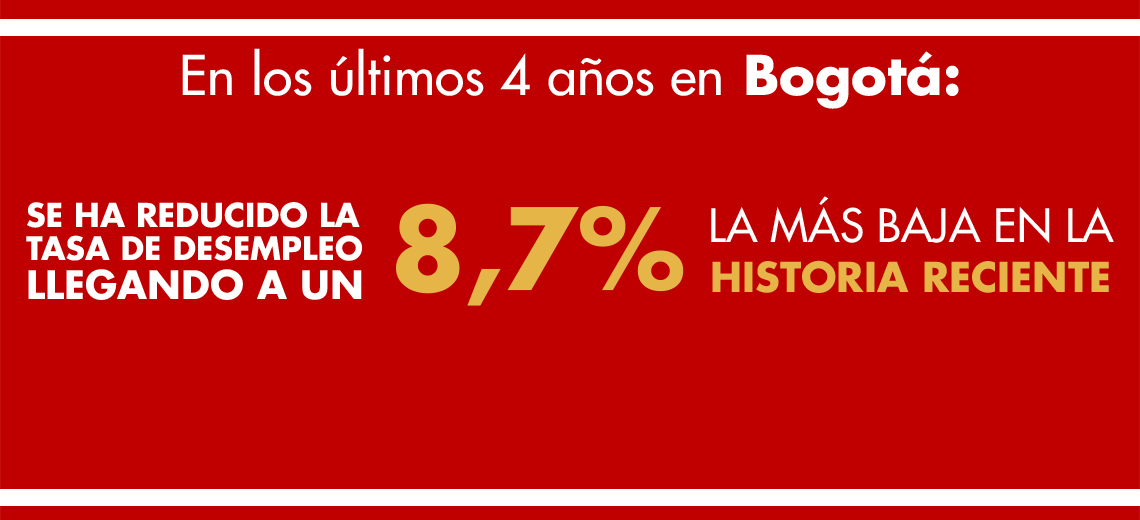 En los últimos 4 años en Bogotá:
SE HA REDUCIDO LA
TASA DE DESEMPLEO
LLEGANDO A UN
8,7%
LA MÁS BAJA EN LA
HISTORIA RECIENTE